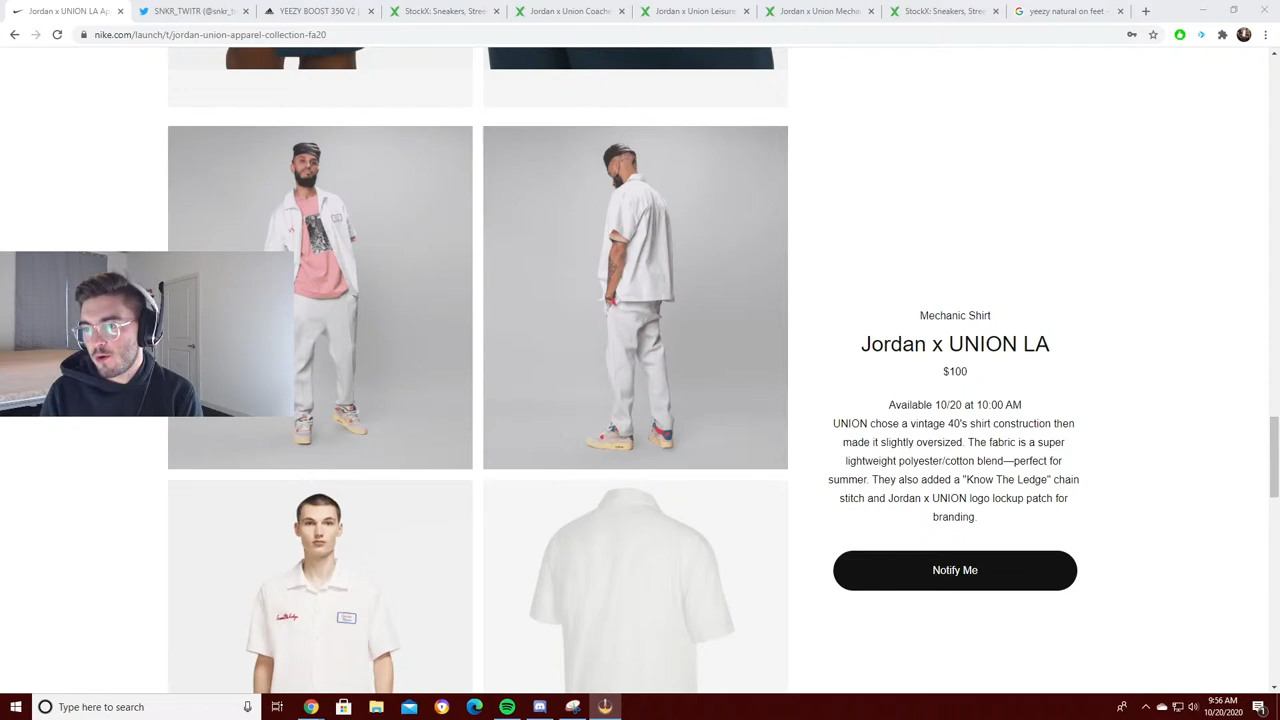 Jordan x UNION LA Ap
SNKR_TWITR (@snkr_t
YEEZY BOOST 350 V2 |
StockX: Sneakers, Stre
Jordan x Union Coach
Jordan x Union Leisure
Jordan x Union Mech
StockX: Sneakers, Stre
yeezy natural on feet -
nike.com/launch/t/jordan-union-apparel-collection-fa20
Mechanic Shirt
Jordan x UNION LA
$100
Available 10/20 at 10:00 AM
UNION chose a vintage 40's shirt construction then
made it slightly oversized. The fabric is a super
lightweight polyester/cotton blend—perfect for
summer. They also added a "Know The Ledge" chain
stitch and Jordan x UNION logo lockup patch for
branding.
Notify Me
Type here to search
9:56 AM
10/20/2020